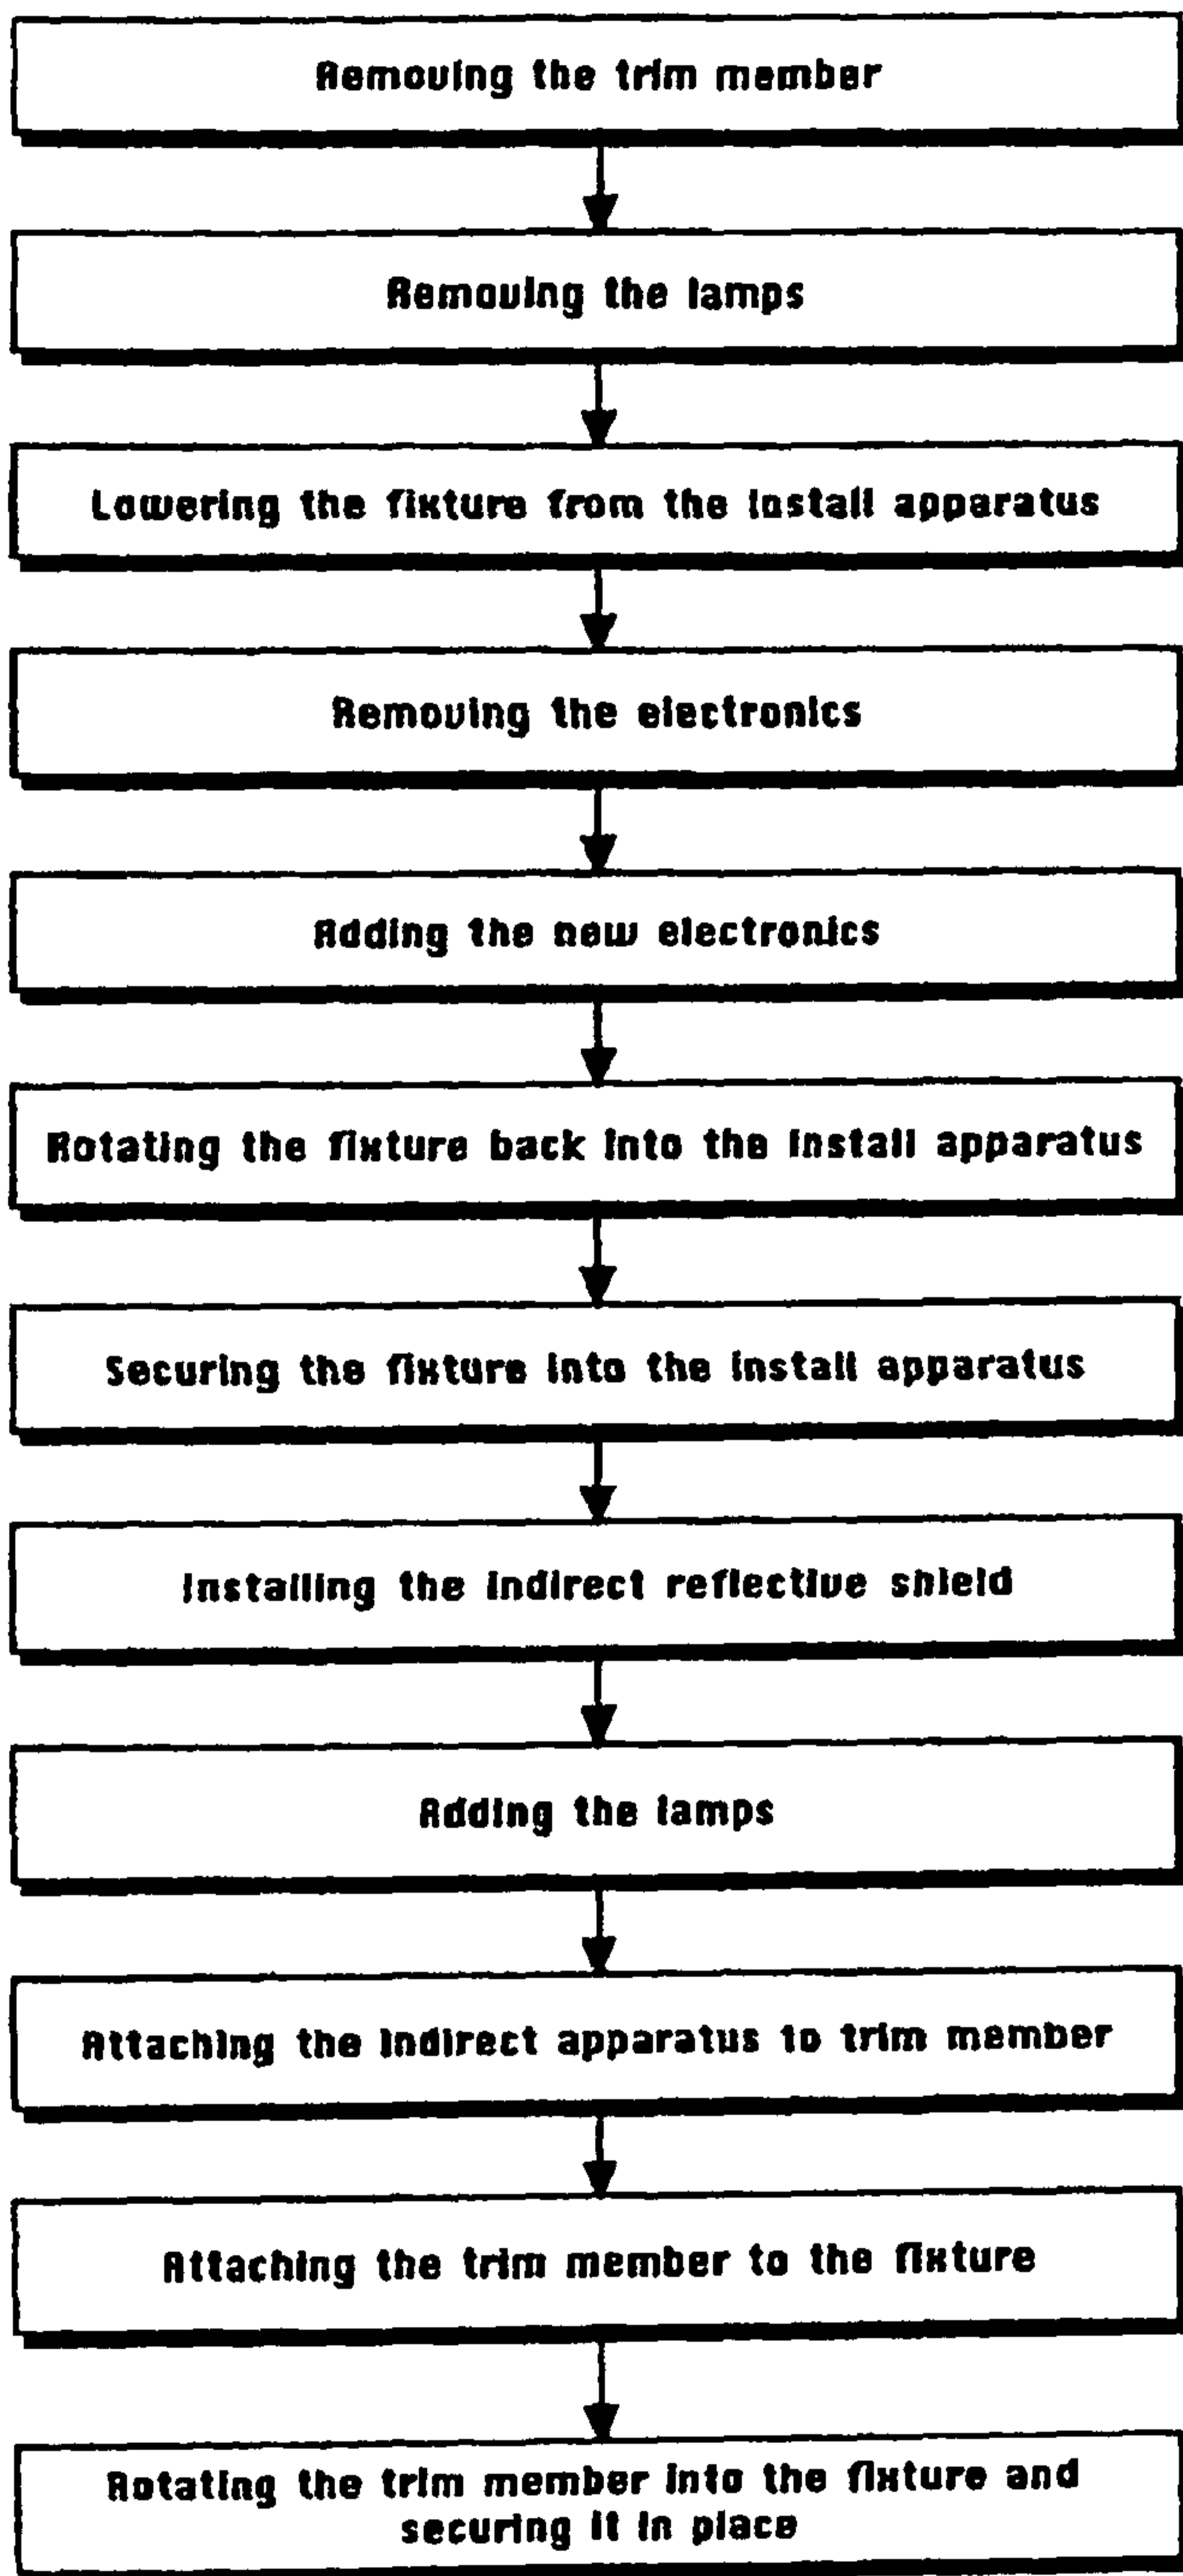 Removing the trim member
Removing the lamps
Lowering the fixture from the install apparatus
Removing the electronics
Adding the new electronics
Rotating the fixture back into the install apparatus
Securing the fixture into the install apparatus
Installing the indirect reflective shield
Adding the lamps
Attaching the indirect apparatus to trim member
Attaching the trim member to the fixture
Rotating the trim member into the fixture and
securing it in place